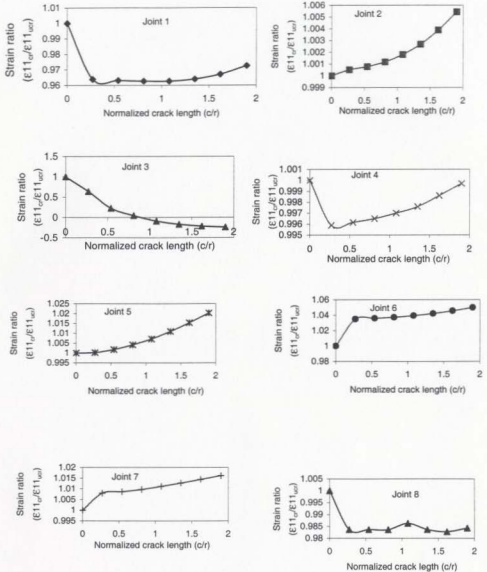 Joint 1
Strain ratio
(ε11cr/ε11ucr)
1.01
1
0.99
0.98
0.97
0.96
0 0.5 1 1.5 2
Normalized crack length (c/r)
Joint 2
Strain ratio
(ε11cr/ε11ucr)
1.006
1.005
1.004
1.002
1.001
1.000
0.999
0 0.5 1 1.5 2
Normalized crack length (c/r)
Joint 3
Strain ratio
(ε11cr/ε11ucr)
1.5
1
0.5
0
-0.5
0 0.5 1 1.5 2
Normalized crack length (c/r)
Joint 4
Strain ratio
(ε11cr/ε11ucr)
1.001
1
0.999
0.998
0.997
0.996
0.995
0 0.5 1 1.5 2
Normalized crack length (c/r)
Joint 5
Strain ratio
(ε11cr/ε11ucr)
1.025
1.02
1.015
1.01
1.005
1
0.995
0 0.5 1 1.5 2
Normalized crack length (c/r)
Joint 6
Strain ratio
(ε11cr/ε11ucr)
1.06
1.04
1.02
1
0.98
0 0.5 1 1.5 2
Normalized crack length (c/r)
Joint 7
Strain ratio
(ε11cr/ε11ucr)
1.02
1.015
1.01
1.005
1
0.995
0 0.5 1 1.5 2
Normalized crack length (c/r)
Joint 8
Strain ratio
(ε11cr/ε11ucr)
1.005
1
0.995
0.99
0.985
0.98
0 0.5 1 1.5 2
Normalized crack length (c/r)